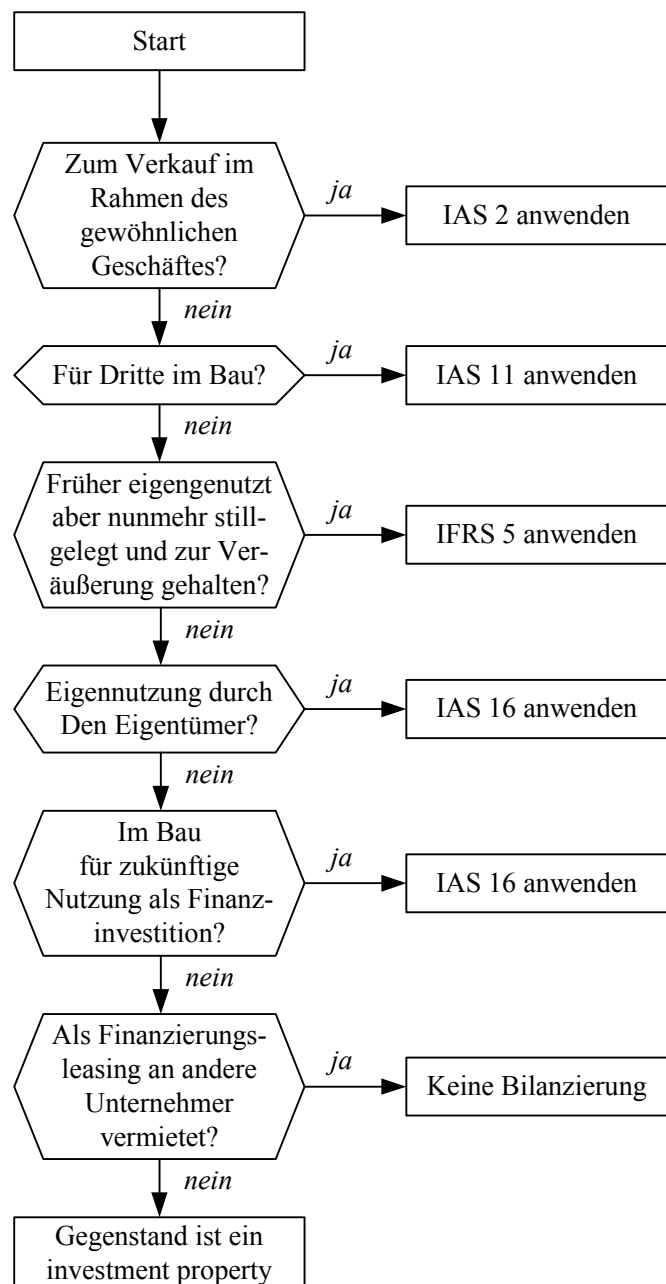 Start
Zum Verkauf im
Rahmen des
gewöhnlichen
Geschäftes?
ja
IAS 2 anwenden
nein
Für Dritte im Bau?
ja
IAS 11 anwenden
nein
Früher eigengenutzt
aber nunmehr still-
gelegt und zur Ver-
äußerung gehalten?
ja
IFRS 5 anwenden
nein
Eigennutzung durch
Den Eigentümer?
ja
IAS 16 anwenden
nein
Im Bau
für zukünftige
Nutzung als Finanz-
investition?
ja
IAS 16 anwenden
nein
Als Finanzierungs-
leasing an andere
Unternehmer
vermietet?
ja
Keine Bilanzierung
nein
Gegenstand ist ein
investment property